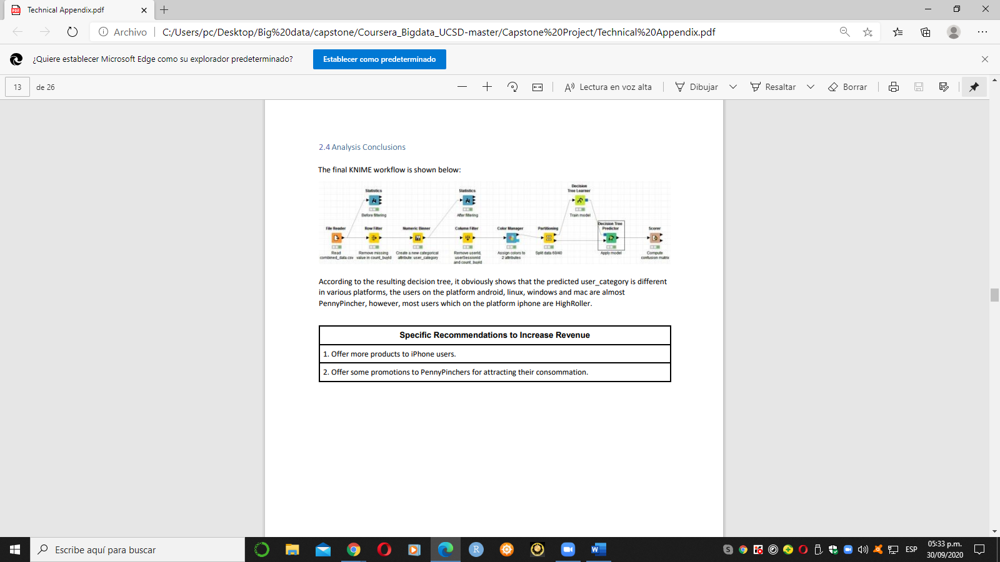 Technical Appendix.pdf
Archivo
C:/Users/pc/Desktop/Big%20data/capstone/Coursera_Bigdata_UCSD-master/Capstone%20Project/Technical%20Appendix.pdf
¿Quiere establecer Microsoft Edge como su explorador predeterminado?
Establecer como predeterminado
13 de 26
Lectura en voz alta
Dibujar
Resaltar
Borrar
2.4 Analysis Conclusions
The final KNIME workflow is shown below:
Statistics
Before filtering
Statistics
After filtering
Decision
Tree Learner
Train model
File Reader
Read
combined_data.csv
Row Filter
Remove missing
value in count_buyId
Numeric Binner
Create a new categorical
attribute: user_category
Column Filter
Remove userId,
userSessionId
and count_buyId
Color Manager
Assign colors to
2 attributes
Partitioning
Split data 60/40
Decision Tree
Predictor
Apply model
Scorer
Compute
confusion matrix
According to the resulting decision tree, it obviously shows that the predicted user_category is different
in various platforms, the users on the platform android, linux, windows and mac are almost
PennyPincher, however, most users which on the platform iphone are HighRoller.
Specific Recommendations to Increase Revenue
1. Offer more products to iPhone users.
2. Offer some promotions to PennyPinchers for attracting their consommation.
Escribe aquí para buscar
ESP
05:33 p.m.
30/09/2020